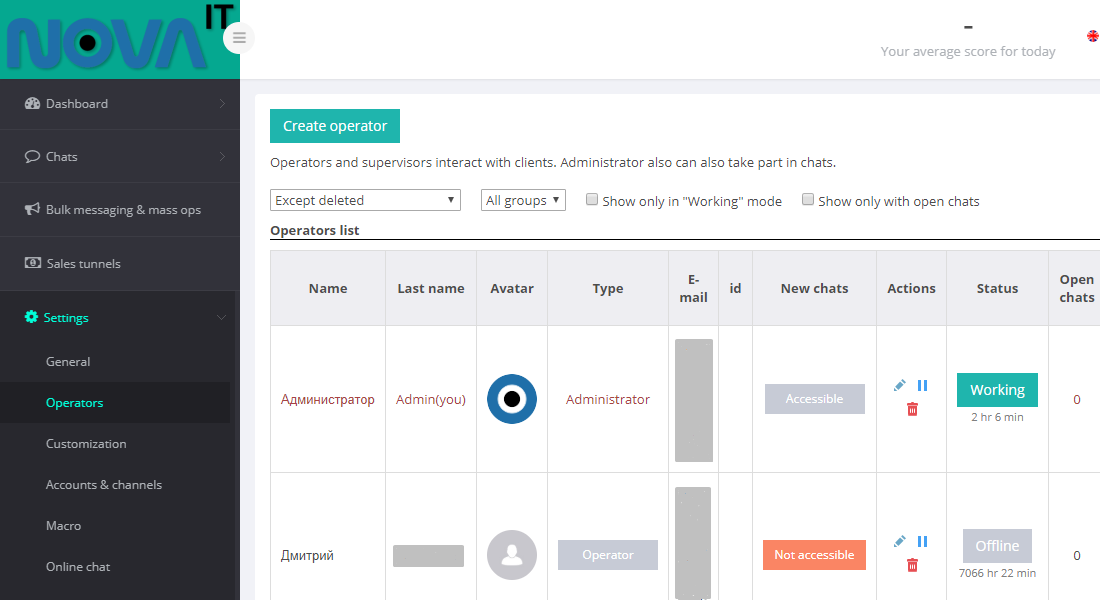 NOVA IT
-
Your average score for today
Dashboard
Chats
Bulk messaging & mass ops
Sales tunnels
Settings
General
Operators
Customization
Accounts & channels
Macro
Online chat
Create operator
Operators and supervisors interact with clients. Administrator also can also take part in chats.
Except deleted All groups Show only in "Working" mode Show only with open chats
Operators list
Name Last name Avatar Type E-mail id New chats Actions Status Open chats
Администратор Admin(you) Administrator Accessible Working 0
2 hr 6 min
Дмитрий Operator Not accessible Offline 0
7066 hr 22 min